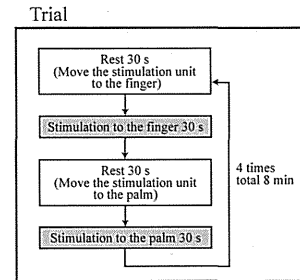 Trial
Rest 30 s
(Move the stimulation unit
to the finger)
Stimulation to the finger 30 s
Rest 30 s
(Move the stimulation unit
to the palm)
Stimulation to the palm 30 s
4 times
total 8 min